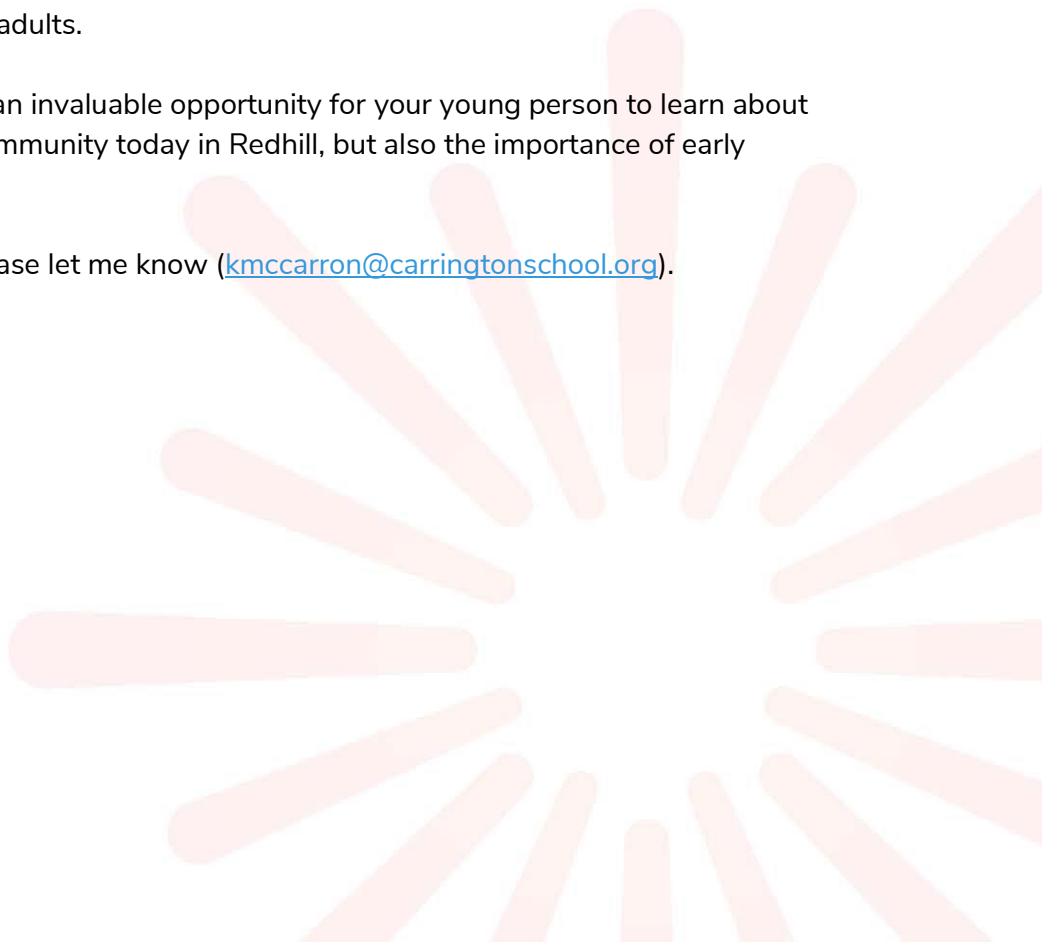 adults.
an invaluable opportunity for your young person to learn about
mmunity today in Redhill, but also the importance of early
ase let me know (kmccarron@carringtonschool.org).